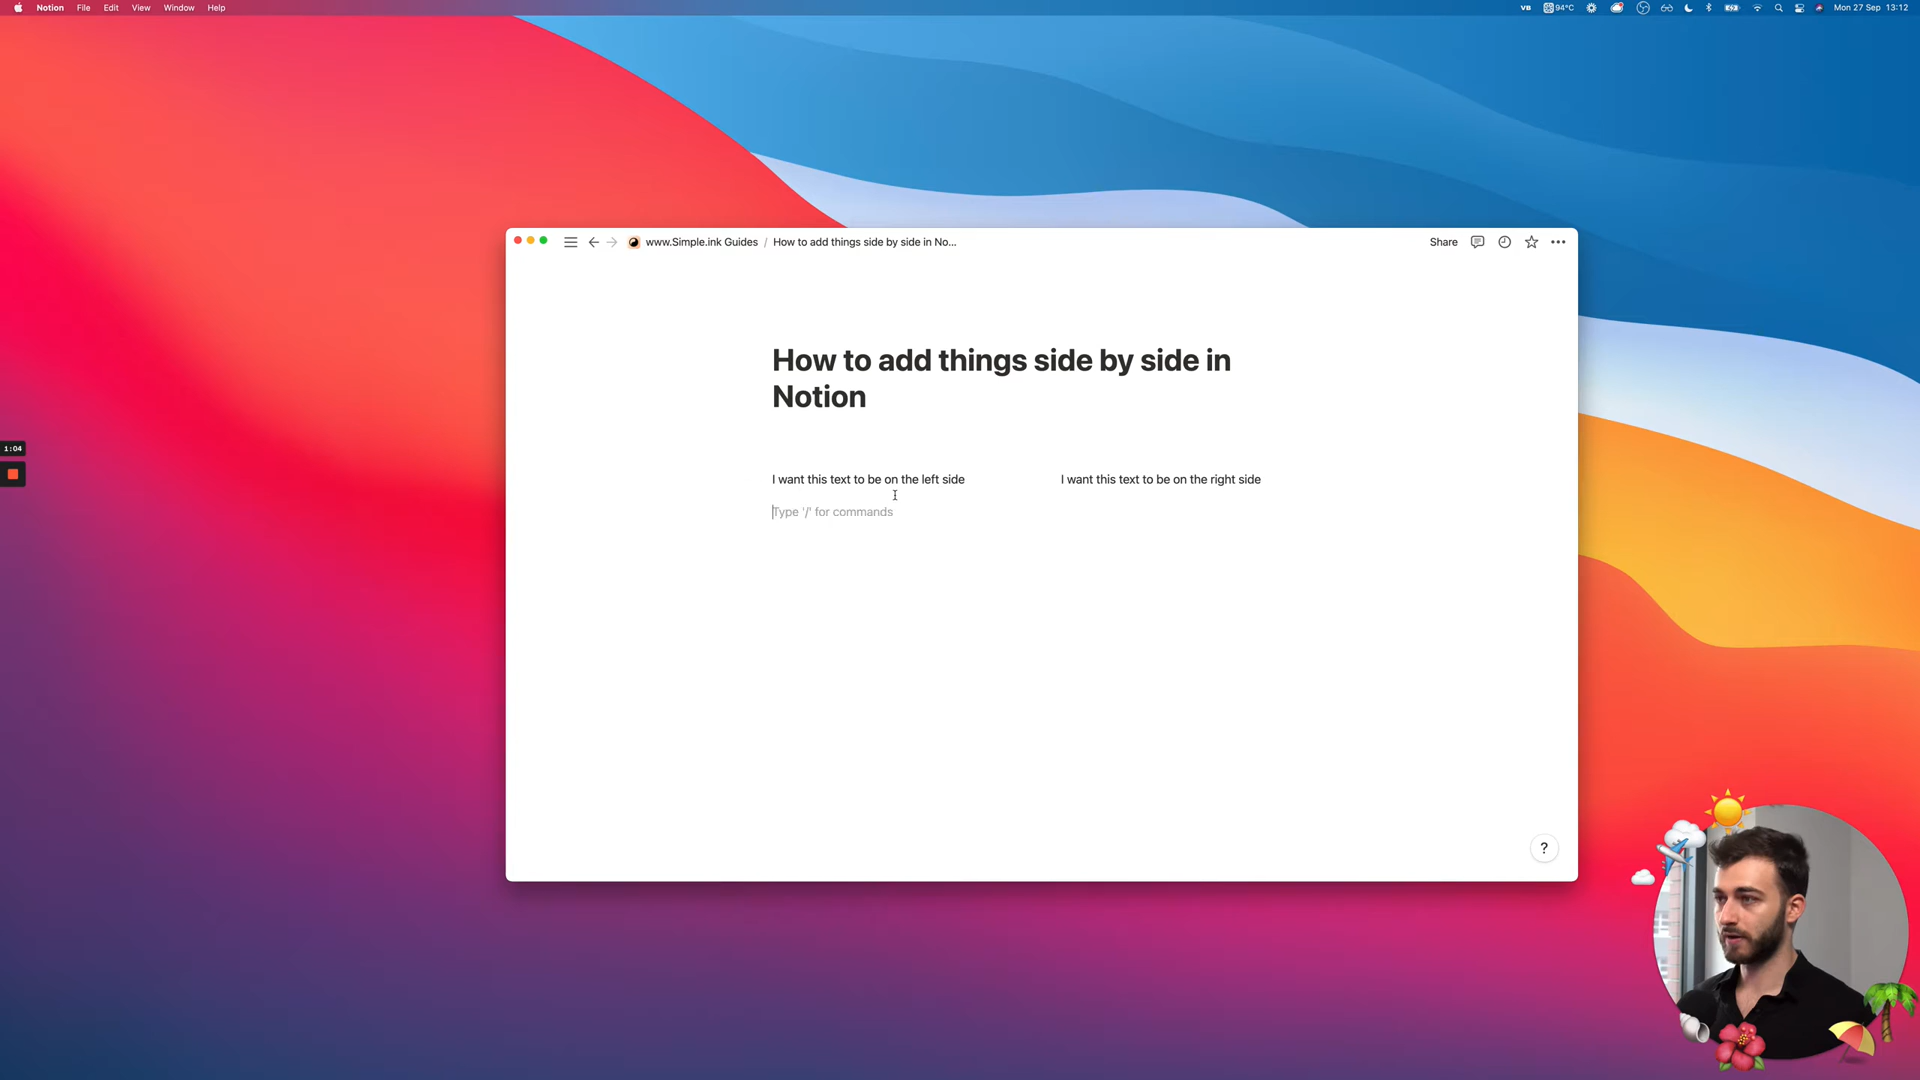 Notion File Edit View Window Help
VB 94°C Mon 27 Sep 13:12
www.Simple.ink Guides / How to add things side by side in No...
Share
How to add things side by side in
Notion
1:04
I want this text to be on the left side
I want this text to be on the right side
Type '/' for commands
?